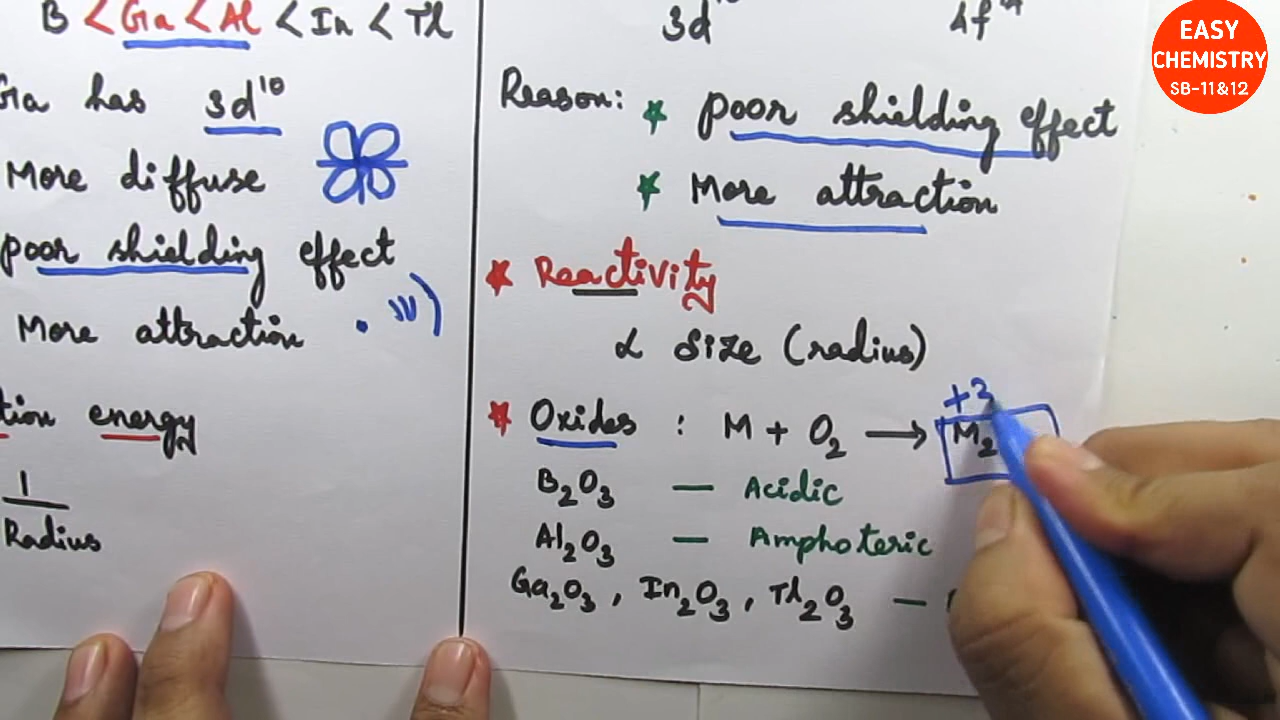 B < Ga < Al < In < Tl
Ga has 3d¹⁰
More diffuse
poor shielding effect
More attraction
energy
1
Radius
3d¹⁰
4f¹⁴
Reason: * poor shielding effect
* More attraction
* Reactivity
∝ Size (radius)
+3
* Oxides : M + O₂ → M₂
B₂O₃ — Acidic
Al₂O₃ — Amphoteric
Ga₂O₃, In₂O₃, Tl₂O₃ —
EASY
CHEMISTRY
SB-11&12